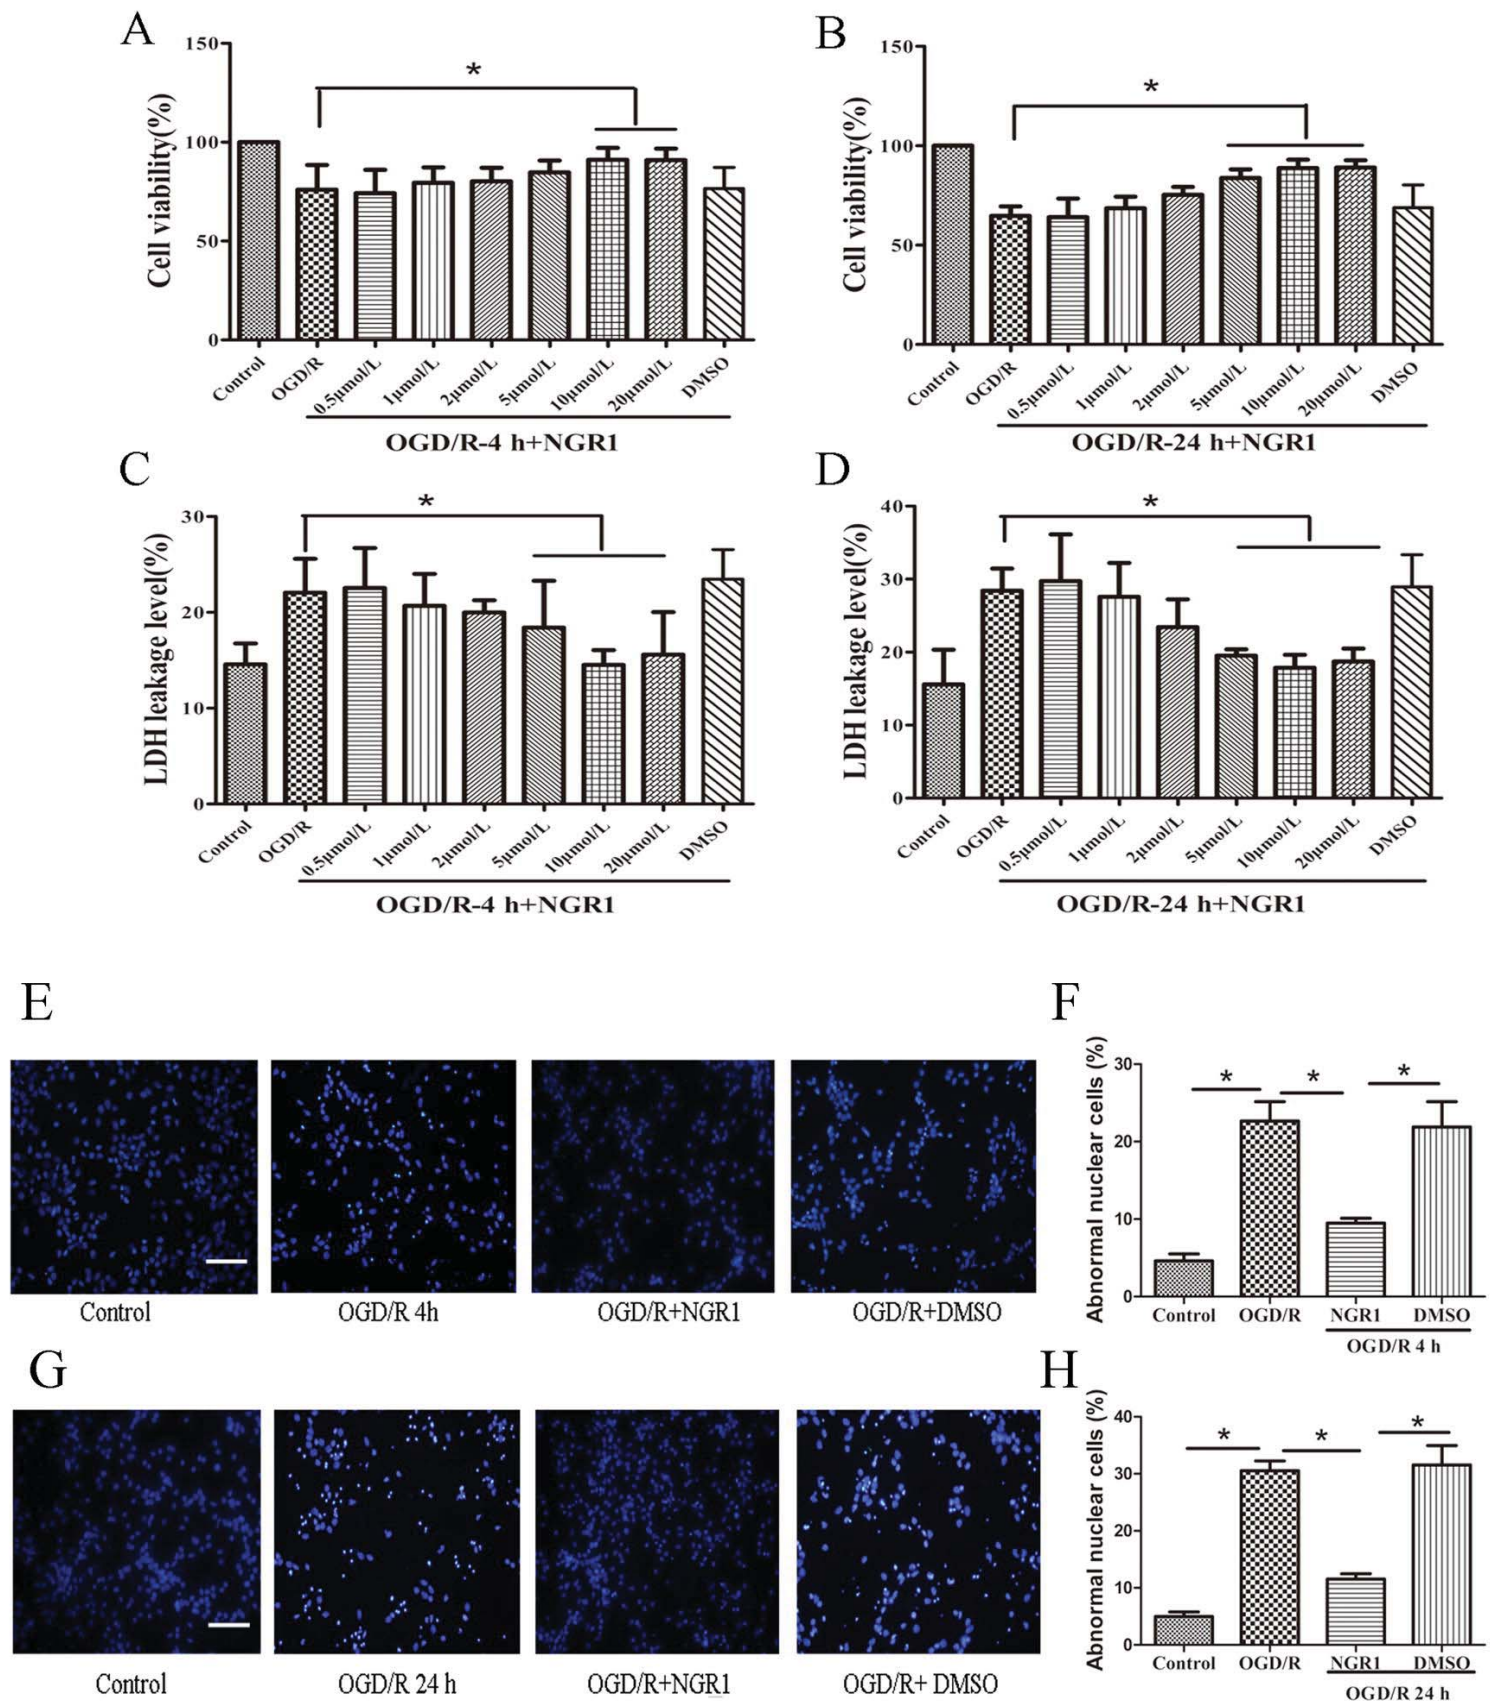 A
150
100
50
0
Cell viability(%)
*
Control
OGD/R
0.5μmol/L
1μmol/L
2μmol/L
5μmol/L
10μmol/L
20μmol/L
DMSO
OGD/R-4 h+NGR1
B
150
100
50
0
Cell viability(%)
*
Control
OGD/R
0.5μmol/L
1μmol/L
2μmol/L
5μmol/L
10μmol/L
20μmol/L
DMSO
OGD/R-24 h+NGR1
C
30
20
10
0
LDH leakage level(%)
*
Control
OGD/R
0.5μmol/L
1μmol/L
2μmol/L
5μmol/L
10μmol/L
20μmol/L
DMSO
OGD/R-4 h+NGR1
D
40
30
20
10
0
LDH leakage level(%)
*
Control
OGD/R
0.5μmol/L
1μmol/L
2μmol/L
5μmol/L
10μmol/L
20μmol/L
DMSO
OGD/R-24 h+NGR1
E
Control
OGD/R 4h
OGD/R+NGR1
OGD/R+DMSO
F
30
20
10
0
Abnormal nuclear cells (%)
* * *
Control
OGD/R
NGR1
DMSO
OGD/R 4 h
G
Control
OGD/R 24 h
OGD/R+NGR1
OGD/R+ DMSO
H
40
30
20
10
0
Abnormal nuclear cells (%)
* * *
Control
OGD/R
NGR1
DMSO
OGD/R 24 h